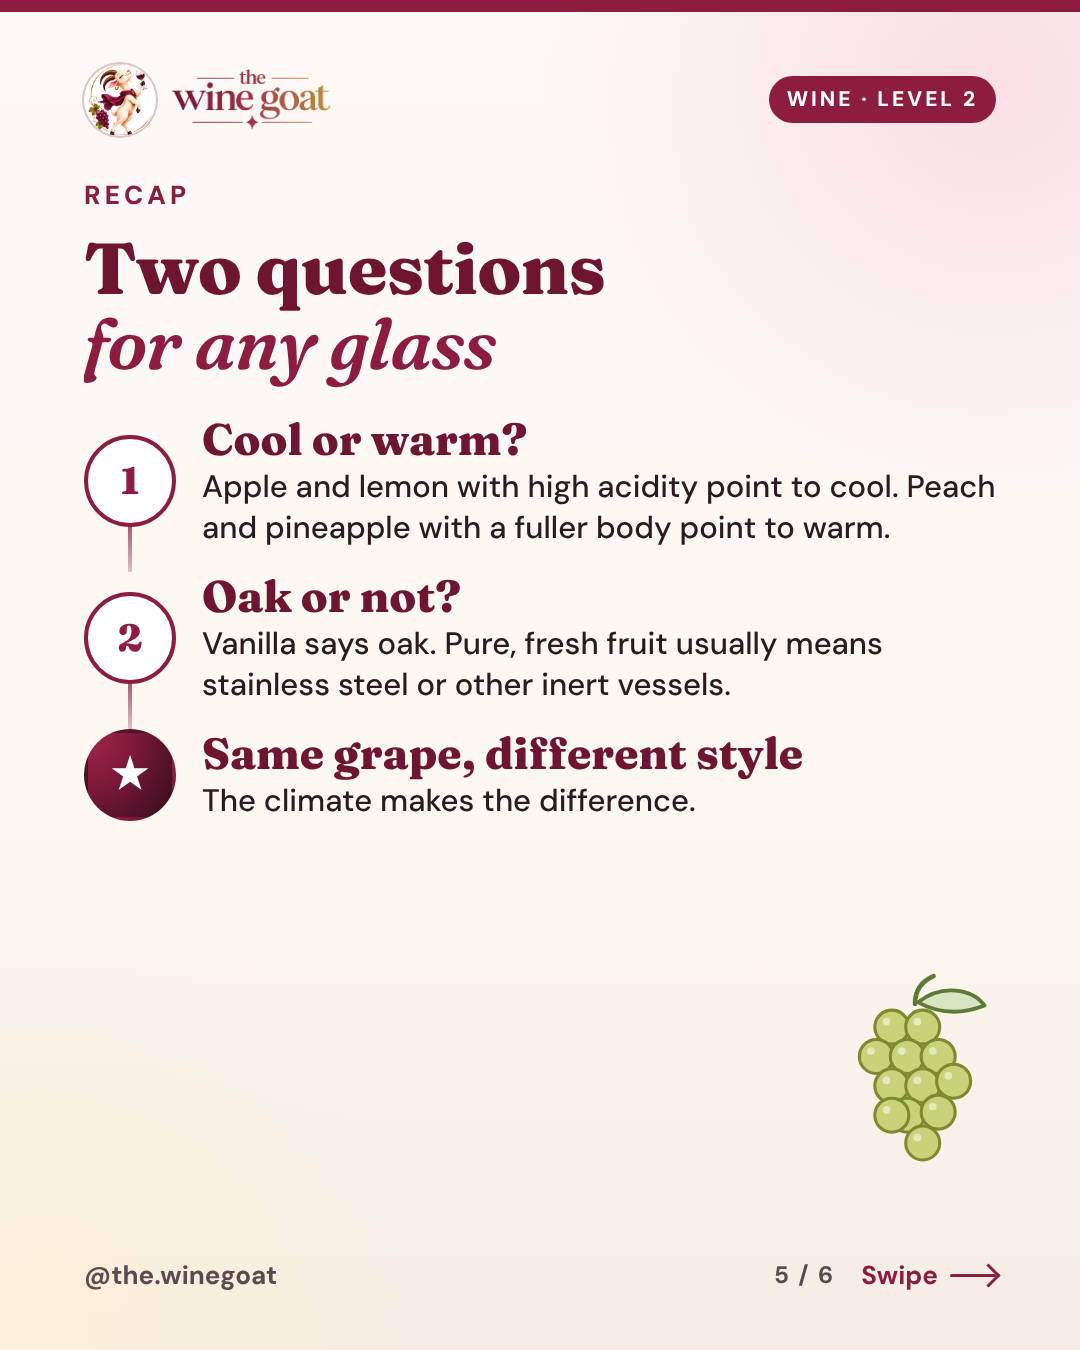 the
wine goat
WINE · LEVEL 2
RECAP
Two questions
for any glass
1
Cool or warm?
Apple and lemon with high acidity point to cool. Peach
and pineapple with a fuller body point to warm.
2
Oak or not?
Vanilla says oak. Pure, fresh fruit usually means
stainless steel or other inert vessels.
Same grape, different style
The climate makes the difference.
@the.winegoat
5 / 6
Swipe